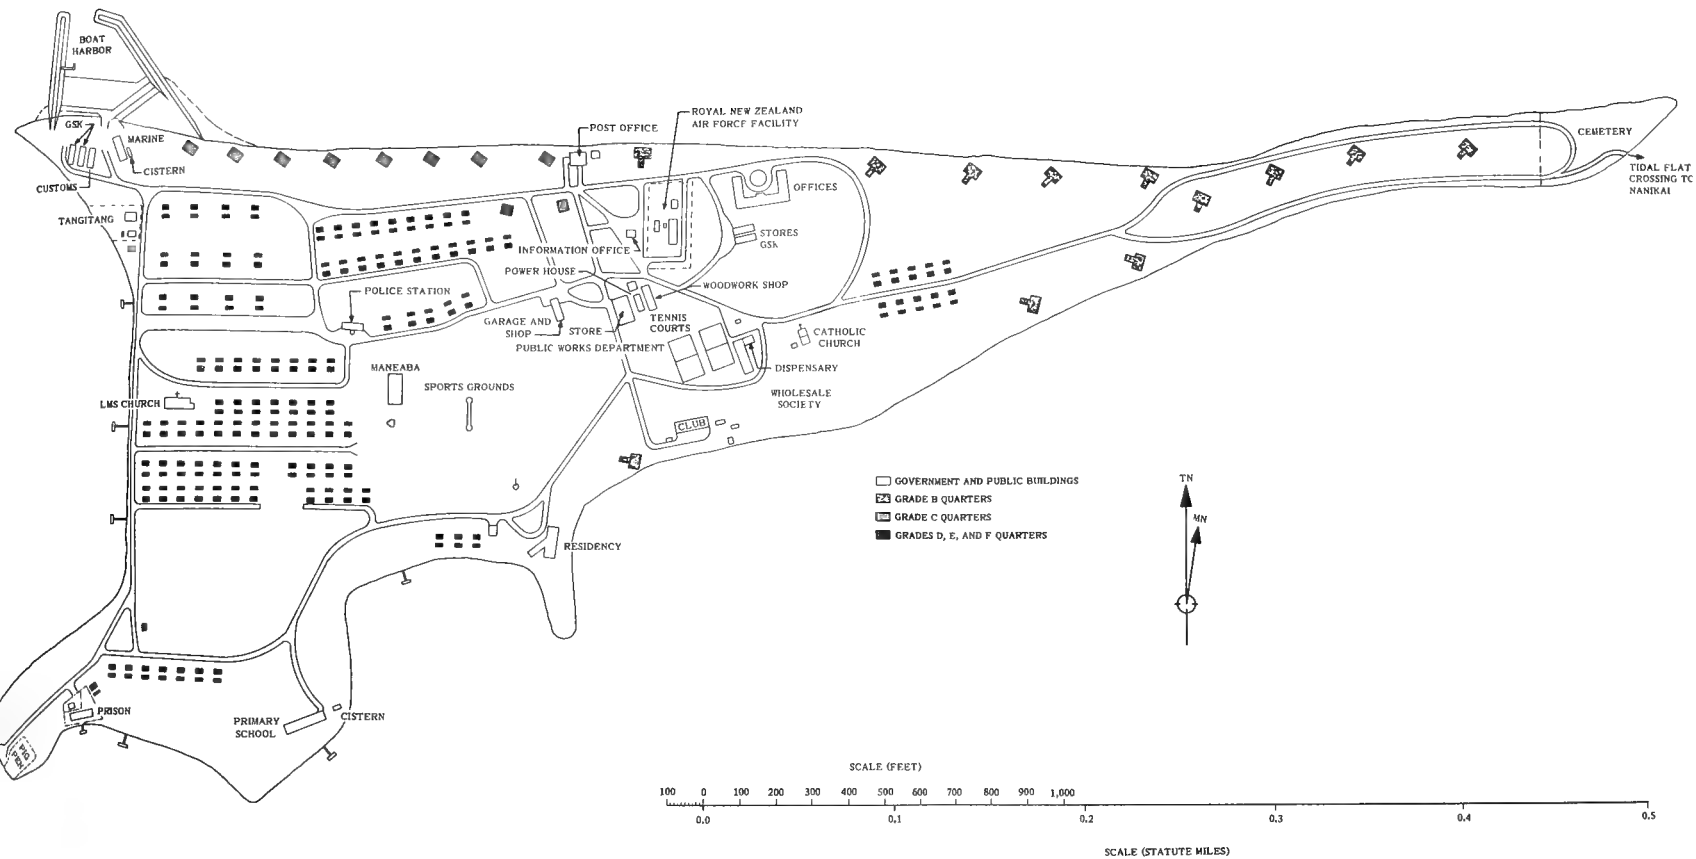 BOAT
HARBOR
GSK
MARINE
CISTERN
CUSTOMS
TANGITANG
POST OFFICE
ROYAL NEW ZEALAND
AIR FORCE FACILITY
OFFICES
CEMETERY
TIDAL FLAT
CROSSING TO
NANIKAI
INFORMATION OFFICE
STORES
GSK
POWER HOUSE
WOODWORK SHOP
POLICE STATION
GARAGE AND
SHOP
STORE
TENNIS
COURTS
PUBLIC WORKS DEPARTMENT
CATHOLIC
CHURCH
DISPENSARY
WHOLESALE
SOCIETY
MANEABA
SPORTS GROUNDS
LMS CHURCH
CLUB
GOVERNMENT AND PUBLIC BUILDINGS
GRADE B QUARTERS
GRADE C QUARTERS
GRADES D, E, AND F QUARTERS
TN
MN
RESIDENCY
PRISON
PIG
PEN
PRIMARY
SCHOOL
CISTERN
SCALE (FEET)
100 0 100 200 300 400 500 600 700 800 900 1,000
0.0 0.1 0.2 0.3 0.4 0.5
SCALE (STATUTE MILES)